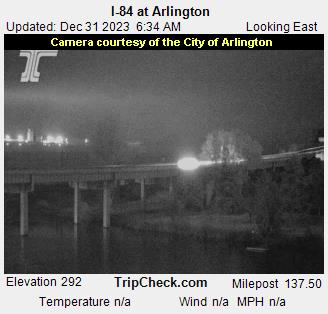 I-84 at Arlington
Updated: Dec 31 2023 6:34 AM Looking East
Camera courtesy of the City of Arlington
Elevation 292 TripCheck.com Milepost 137.50
Temperature n/a Wind n/a MPH n/a